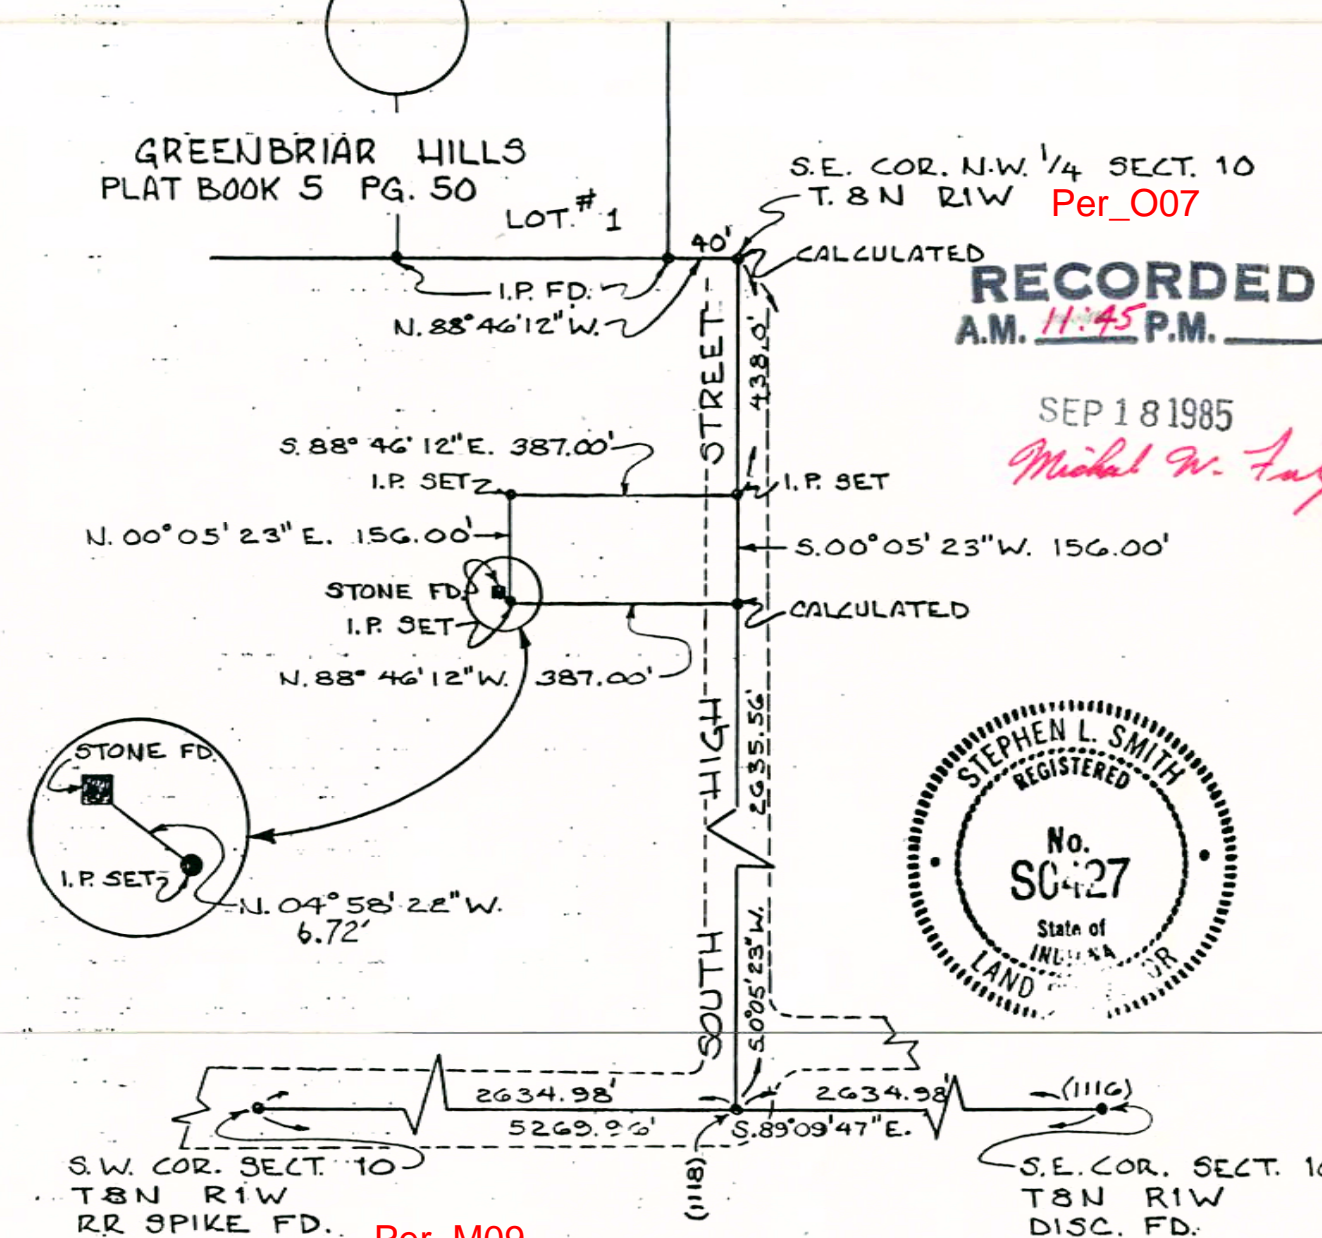 GREENBRIAR HILLS
PLAT BOOK 5 PG. 50
LOT. # 1
S.E. COR. N.W. 1/4 SECT. 10
T. 8 N R1W
Per_O07
40'
CALCULATED
I.P. FD.
N. 88° 46' 12" W.
RECORDED
A.M. 11:45 P.M.
SEP 18 1985
Michael W.
438.0'
S. 88° 46' 12" E. 387.00'
I.P. SET
I.P. SET
N. 00° 05' 23" E. 156.00'
S. 00° 05' 23" W. 156.00'
STONE FD.
I.P. SET
CALCULATED
N. 88° 46' 12" W. 387.00'
SOUTH HIGH STREET
2635.56'
S. 0° 05' 23" W.
STONE FD.
I.P. SET
N. 04° 58' 22" W.
6.72'
STEPHEN L. SMITH
REGISTERED
No.
SO427
State of
LAND
2634.98'
2634.98'
(1116)
5269.96'
S. 89° 09' 47" E.
(1118)
S.W. COR. SECT. 10
T8N R1W
RR SPIKE FD.
Per_M09
S.E. COR. SECT.
T8N R1W
DISC. FD.